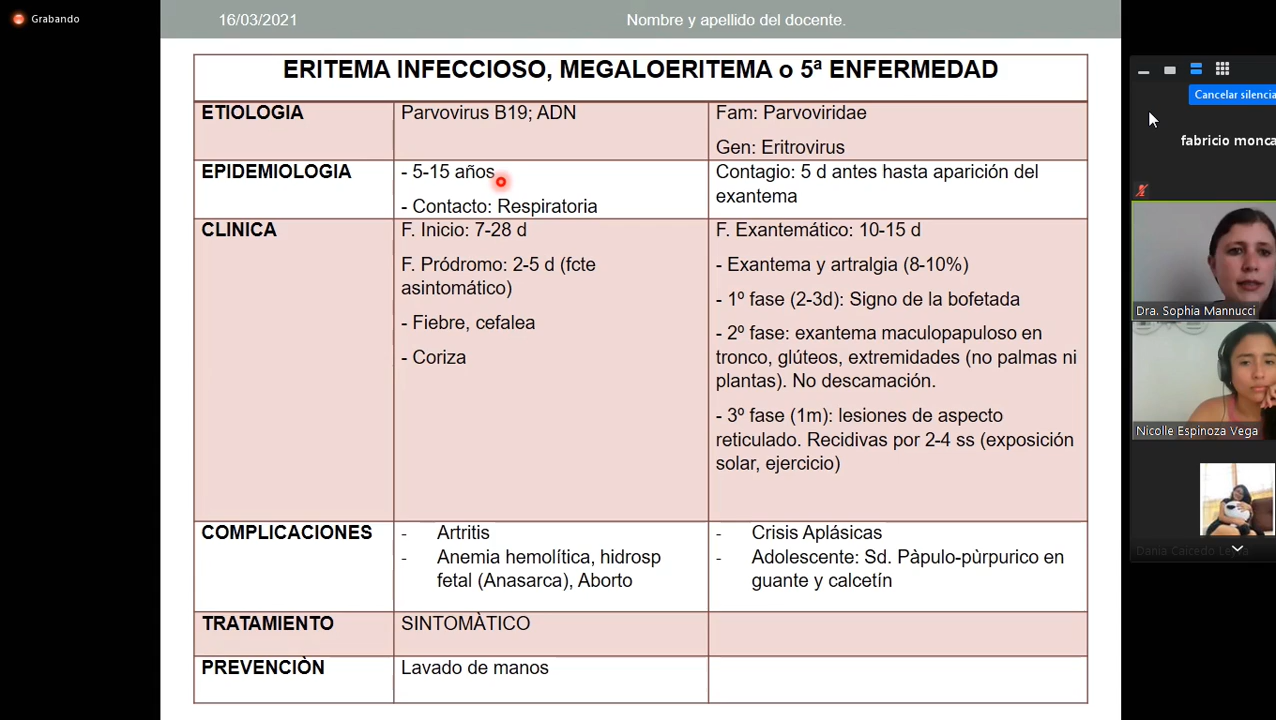 Grabando
16/03/2021
Nombre y apellido del docente.
ERITEMA INFECCIOSO, MEGALOERITEMA o 5ª ENFERMEDAD
ETIOLOGIA
Parvovirus B19; ADN
Fam: Parvoviridae
Gen: Eritrovirus
EPIDEMIOLOGIA
- 5-15 años
- Contacto: Respiratoria
Contagio: 5 d antes hasta aparición del
exantema
CLINICA
F. Inicio: 7-28 d
F. Pródromo: 2-5 d (fcte
asintomático)
- Fiebre, cefalea
- Coriza
F. Exantemático: 10-15 d
- Exantema y artralgia (8-10%)
- 1º fase (2-3d): Signo de la bofetada
- 2º fase: exantema maculopapuloso en
tronco, glúteos, extremidades (no palmas ni
plantas). No descamación.
- 3º fase (1m): lesiones de aspecto
reticulado. Recidivas por 2-4 ss (exposición
solar, ejercicio)
COMPLICACIONES
- Artritis
- Anemia hemolítica, hidrosp
fetal (Anasarca), Aborto
- Crisis Aplásicas
- Adolescente: Sd. Pàpulo-pùrpurico en
guante y calcetín
TRATAMIENTO
SINTOMÀTICO
PREVENCIÒN
Lavado de manos
Cancelar silencia
fabricio monca
Dra. Sophia Mannucci
Nicolle Espinoza Vega
Dania Caicedo